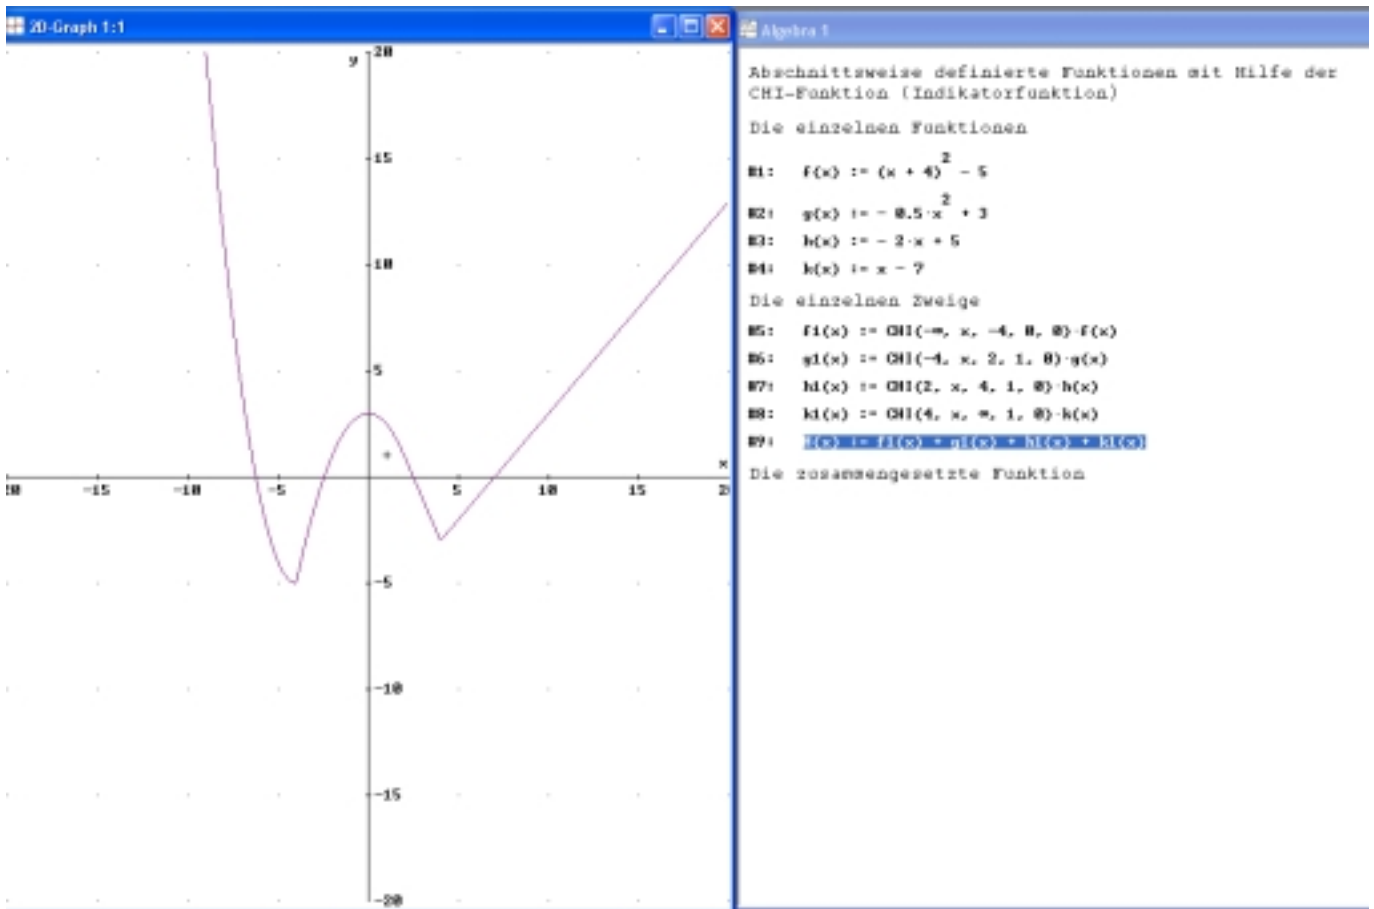 2D-Graph 1:1
y
20
15
10
5
x
-15
-10
-5
5
10
15
-5
-10
-15
-20
Algebra 1
Abschnittsweise definierte Funktionen mit Hilfe der
CHI-Funktion (Indikatorfunktion)
Die einzelnen Funktionen
#1: f(x) := (x + 4)² - 5
#2: g(x) := - 0.5·x² + 3
#3: h(x) := - 2·x + 5
#4: k(x) := x - 7
Die einzelnen Zweige
#5: f1(x) := CHI(-∞, x, -4, 0, 0)·f(x)
#6: g1(x) := CHI(-4, x, 2, 1, 0)·g(x)
#7: h1(x) := CHI(2, x, 4, 1, 0)·h(x)
#8: k1(x) := CHI(4, x, ∞, 1, 0)·k(x)
#9: := f1(x) + g1(x) + h1(x) + k1(x)
Die zusammengesetzte Funktion